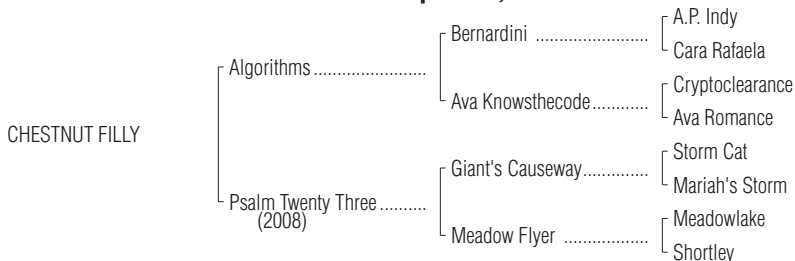 A.P. Indy
Bernardini ........................
Cara Rafaela
Algorithms ........................
Cryptoclearance
Ava Knowsthecode............
Ava Romance
CHESTNUT FILLY
Storm Cat
Giant's Causeway..............
Mariah's Storm
Psalm Twenty Three ..........
(2008)
Meadowlake
Meadow Flyer ..................
Shortley